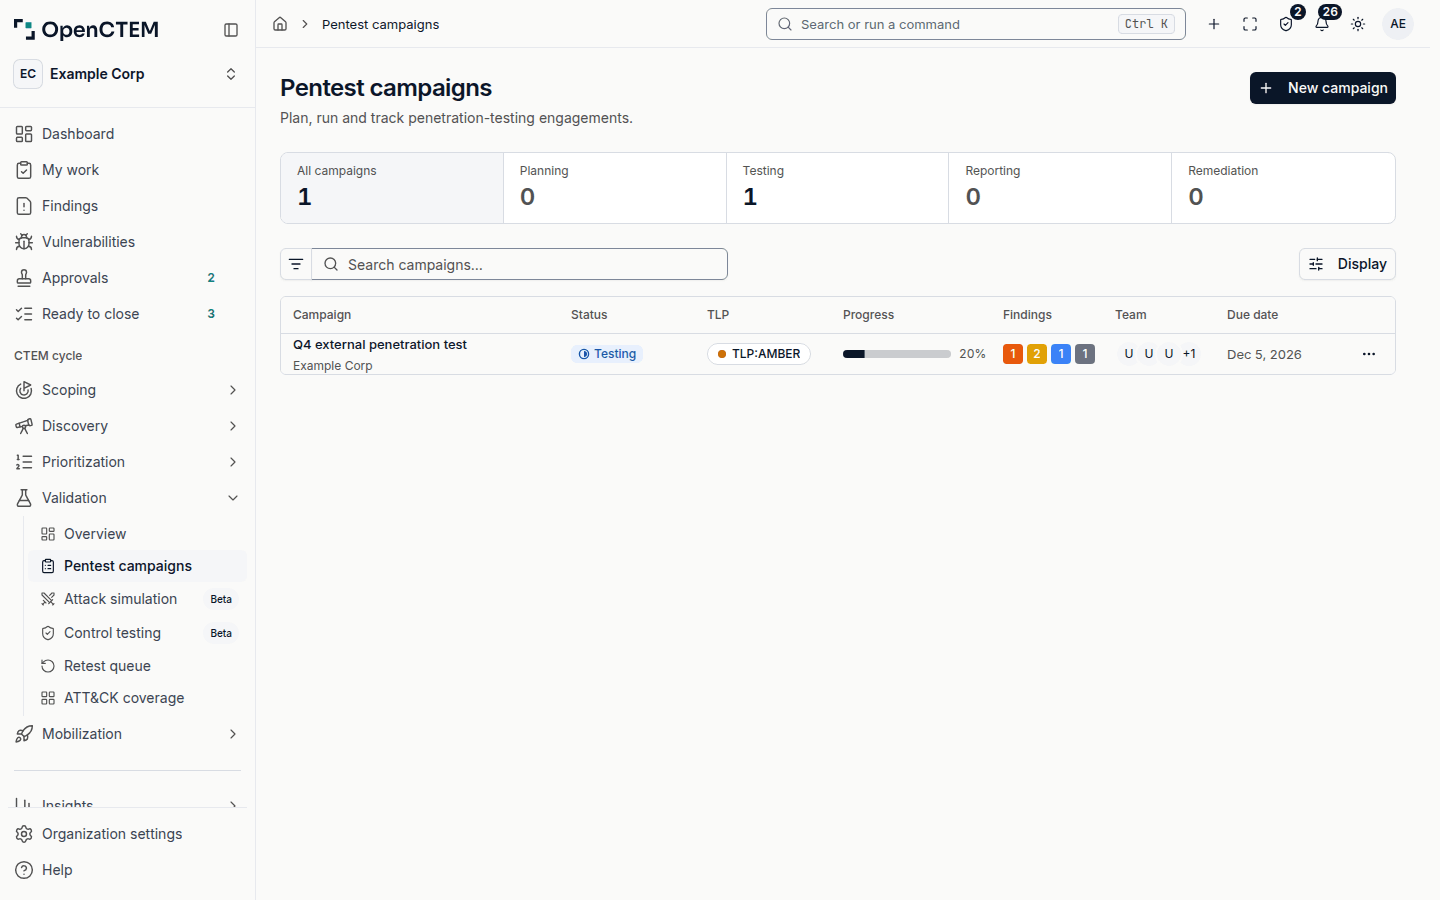 OpenCTEM
EC Example Corp
Dashboard
My work
Findings
Vulnerabilities
Approvals 2
Ready to close 3
CTEM cycle
Scoping
Discovery
Prioritization
Validation
Overview
Pentest campaigns
Attack simulation Beta
Control testing Beta
Retest queue
ATT&CK coverage
Mobilization
Insights
Organization settings
Help
Pentest campaigns
Search or run a command Ctrl K
2
26
AE
Pentest campaigns
Plan, run and track penetration-testing engagements.
New campaign
All campaigns
1
Planning
0
Testing
1
Reporting
0
Remediation
0
Search campaigns...
Display
Campaign Status TLP Progress Findings Team Due date
Q4 external penetration test
Example Corp
Testing TLP:AMBER 20% 1 2 1 1 U U U +1 Dec 5, 2026